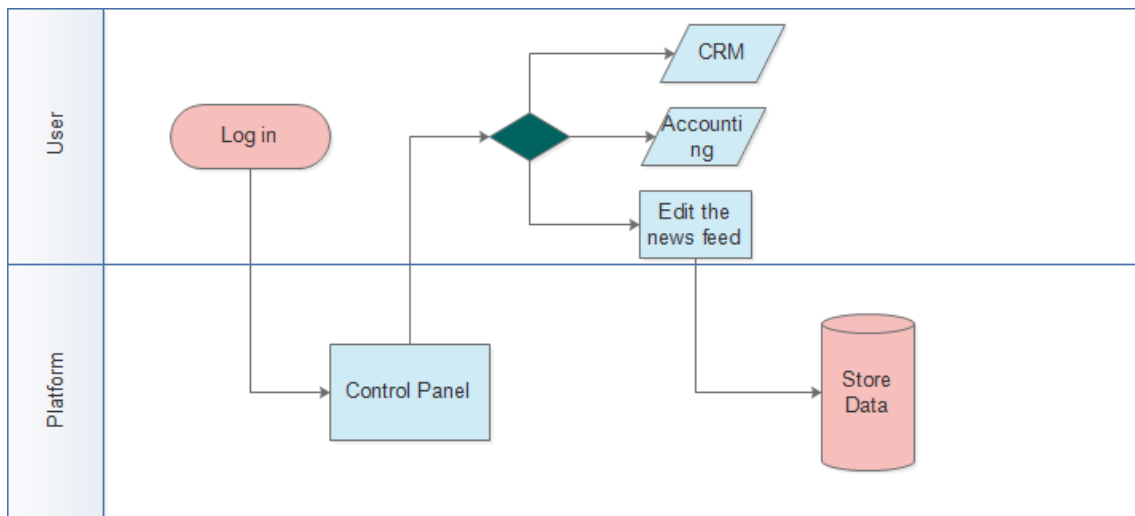 User
Log in
CRM
Accounti
ng
Edit the
news feed
Platform
Control Panel
Store
Data